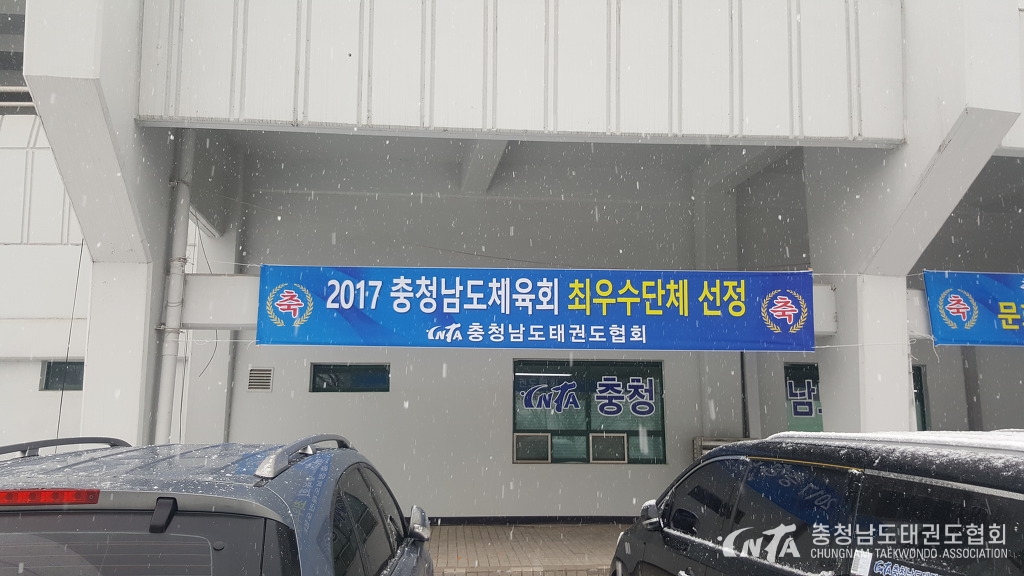 축 2017 충청남도체육회 최우수단체 선정 축
CNTA 충청남도태권도협회
축 문
CNTA 충청 남
CNTA 충청남도태권도협회
CHUNGNAM TAEKWONDO ASSOCIATION